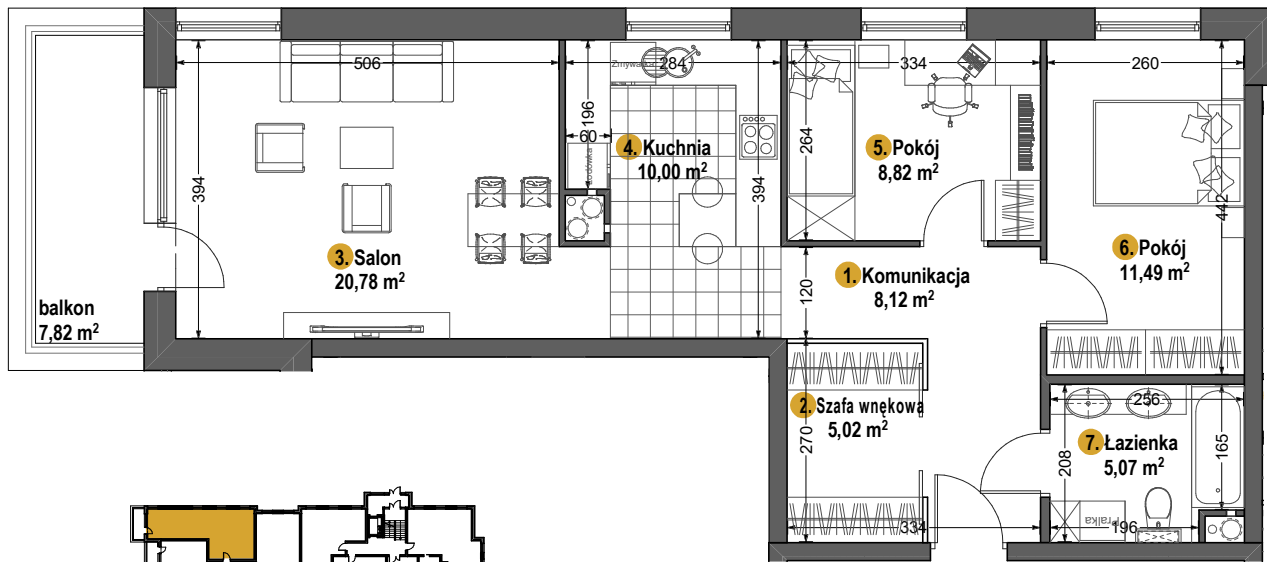 506
284
334
260
Zmywarka
196
60
Lodówka
394
394
264
442
4. Kuchnia
10,00 m²
5. Pokój
8,82 m²
3. Salon
20,78 m²
6. Pokój
11,49 m²
1. Komunikacja
8,12 m²
120
balkon
7,82 m²
2. Szafa wnękowa
5,02 m²
270
334
256
7. Łazienka
5,07 m²
208
165
Pralka
196